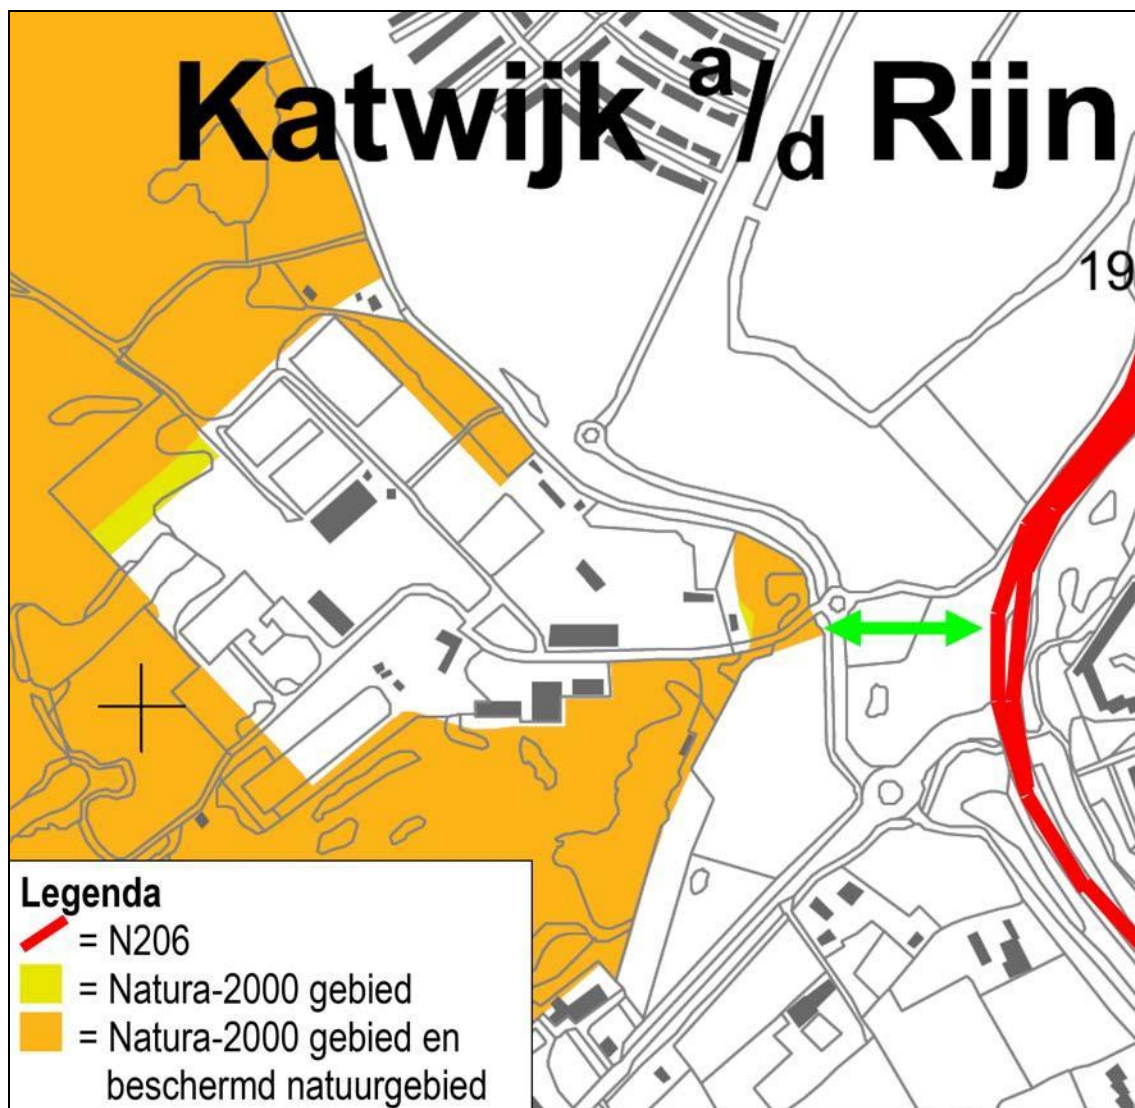 Katwijk a/d Rijn
19
Legenda
= N206
= Natura-2000 gebied
= Natura-2000 gebied en
beschermd natuurgebied